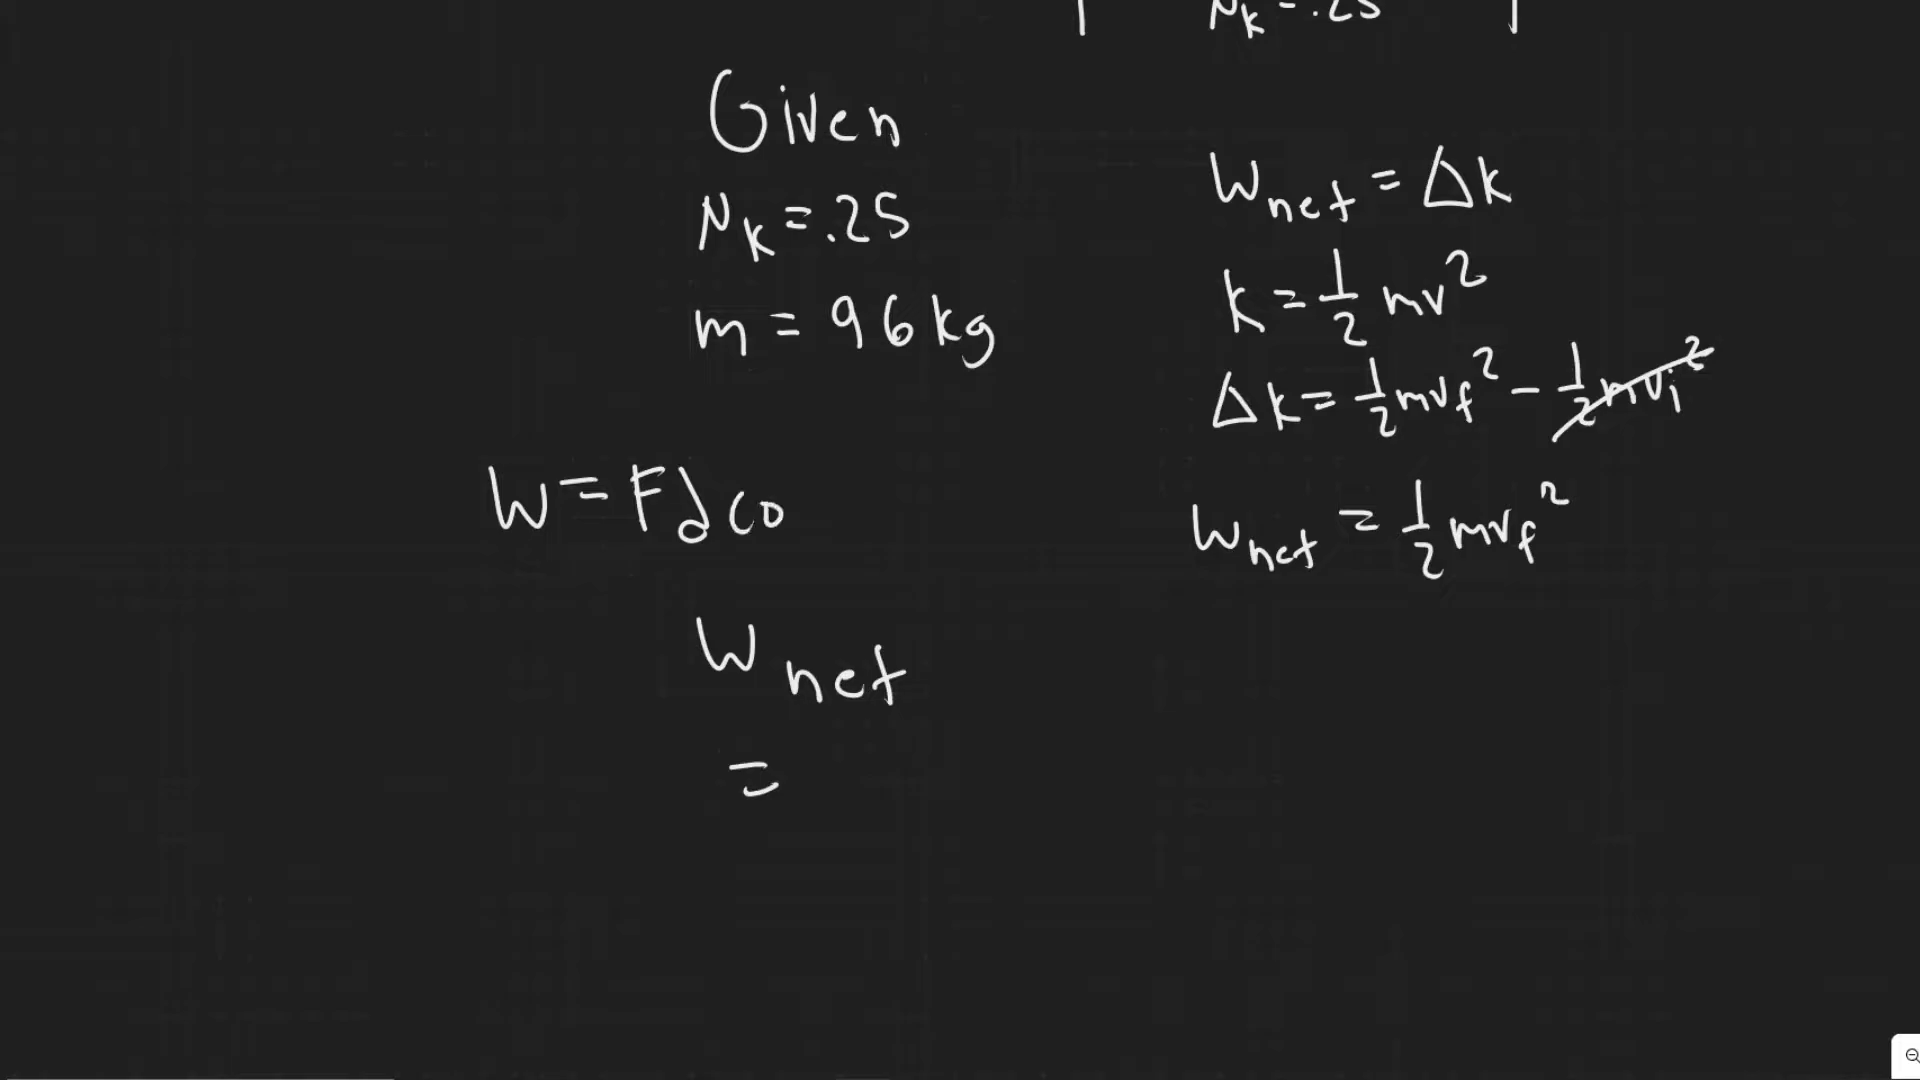 μk = .25
Given
μk = .25
m = 96 kg
Wnet = Δk
k = 1/2 mv²
Δk = 1/2 mvf² - 1/2 mvi²
W = Fd co
Wnet = 1/2 mvf²
Wnet
=